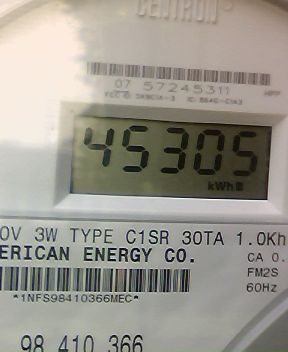 CENTRON®
07 57245311
45305
kWh
0V 3W TYPE C1SR 30TA 1.0Kh
ERICAN ENERGY CO.
CA 0.
FM2S
*1NFS98410366MEC*
60Hz
98 410 366